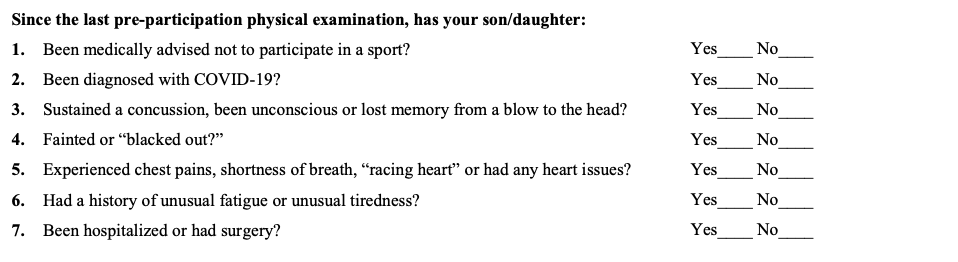 Since the last pre-participation physical examination, has your son/daughter:
1. Been medically advised not to participate in a sport? Yes____ No____
2. Been diagnosed with COVID-19? Yes____ No____
3. Sustained a concussion, been unconscious or lost memory from a blow to the head? Yes____ No____
4. Fainted or “blacked out?” Yes____ No____
5. Experienced chest pains, shortness of breath, “racing heart” or had any heart issues? Yes____ No____
6. Had a history of unusual fatigue or unusual tiredness? Yes____ No____
7. Been hospitalized or had surgery? Yes____ No____